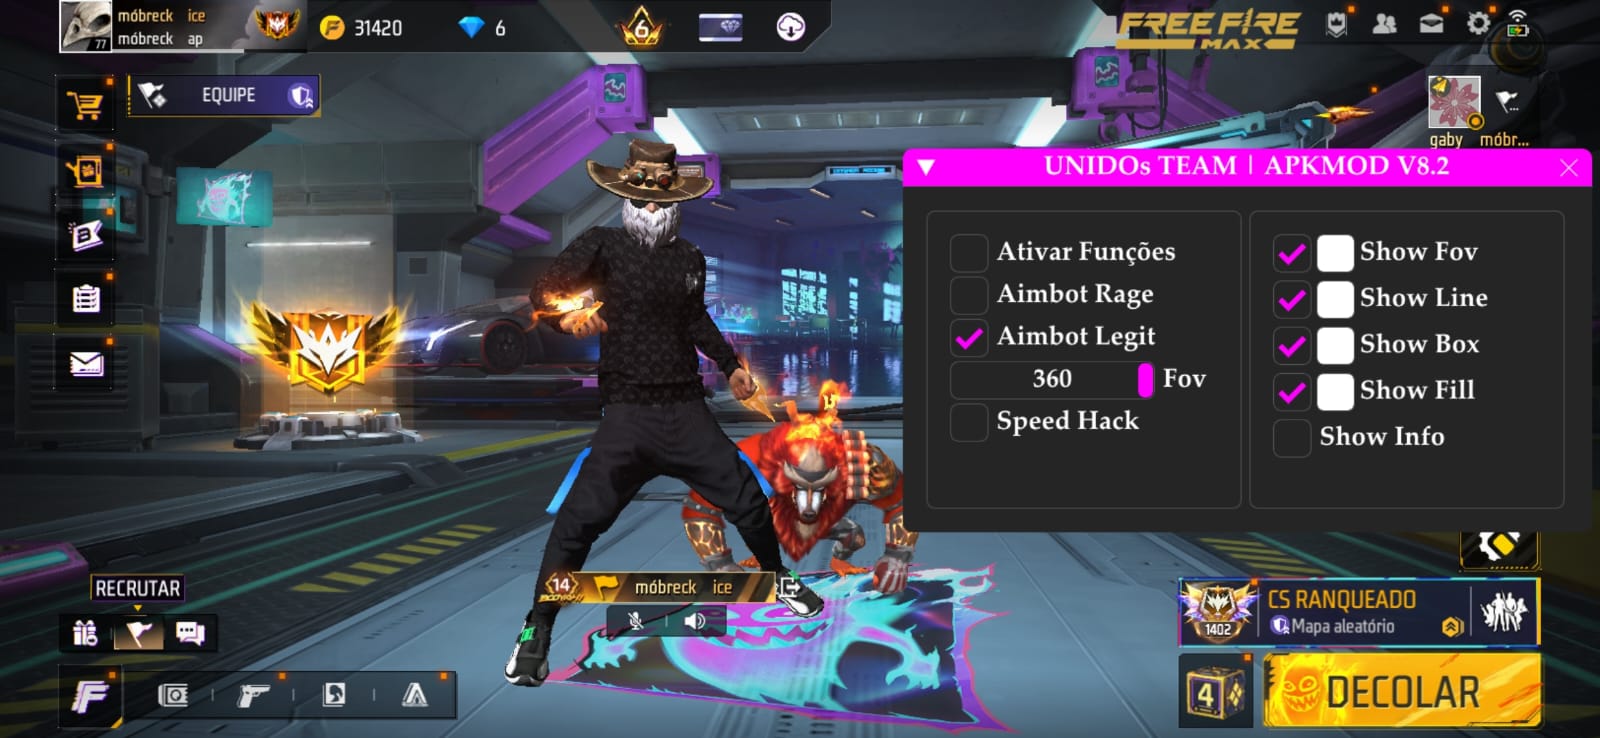 móbreck ice
móbreck ap
77
31420
6
6
FREE FIRE
MAX
EQUIPE
gaby móbr...
UNIDOs TEAM | APKMOD V8.2
Ativar Funções
Aimbot Rage
Aimbot Legit
360 Fov
Speed Hack
Show Fov
Show Line
Show Box
Show Fill
Show Info
RECRUTAR
14
móbreck ice
CS RANQUEADO
1402
Mapa aleatório
4
DECOLAR